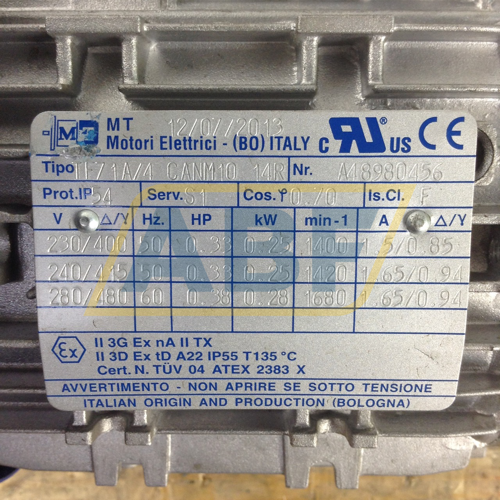 MT 12/07/2013
Motori Elettrici - (BO) ITALY c RU US CE
Tipo TF71A/4 CANM10 14R Nr. A18980456
Prot.IP 54 Serv. S1 Cos.φ 0.70 Is.Cl. F
V Δ/Y Hz. HP kW min-1 A Δ/Y
230/400 50 0.33 0.25 1400 1.5/0.85
240/415 50 0.33 0.25 1420 1.65/0.94
280/480 60 0.38 0.28 1680 1.65/0.94
ABF
Ex II 3G Ex nA II TX
II 3D Ex tD A22 IP55 T135 °C
Cert. N. TÜV 04 ATEX 2383 X
AVVERTIMENTO - NON APRIRE SE SOTTO TENSIONE
ITALIAN ORIGIN AND PRODUCTION (BOLOGNA)